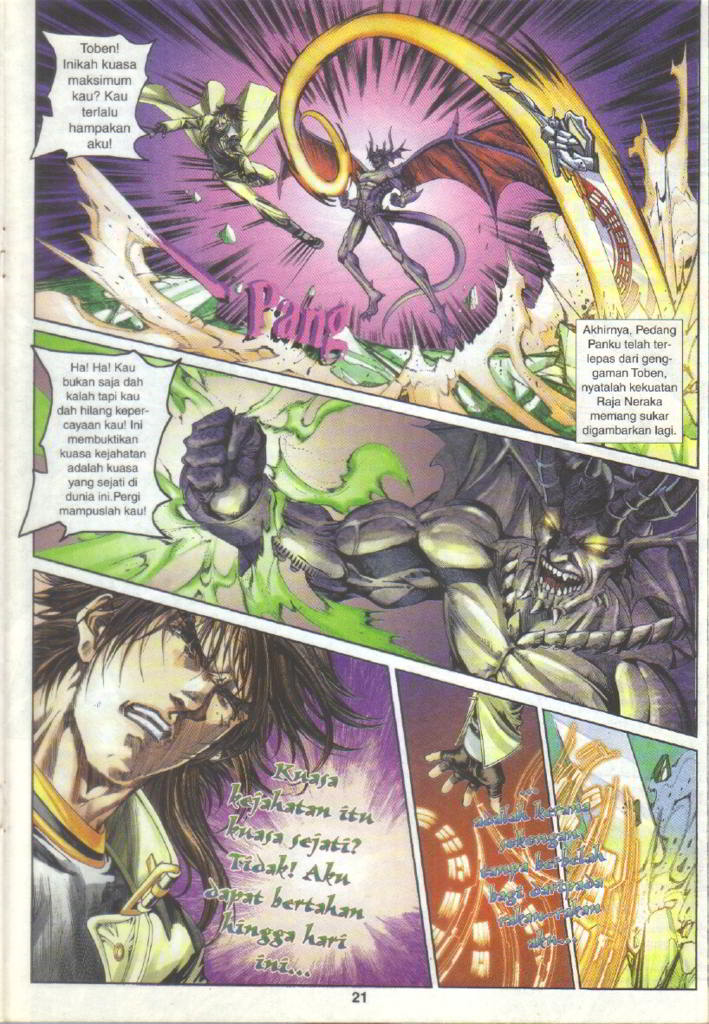 Toben!
Inikah kuasa
maksimum
kau? Kau
terlalu
hampakan
aku!
Pang
Akhirnya, Pedang
Panku telah ter-
lepas dari geng-
gaman Toben,
nyatalah kekuatan
Raja Neraka
memang sukar
digambarkan lagi.
Ha! Ha! Kau
bukan saja dah
kalah tapi kau
dah hilang keper-
cayaan kau! Ini
membuktikan
kuasa kejahatan
adalah kuasa
yang sejati di
dunia ini.Pergi
mampuslah kau!
Kuasa
kejahatan itu
kuasa sejati?
Tidak! Aku
dapat bertahan
hingga hari
ini...
...
adalah kerana
sokongan
tanpa berbelah
bagi daripada
rakan-rakan
aku...
21